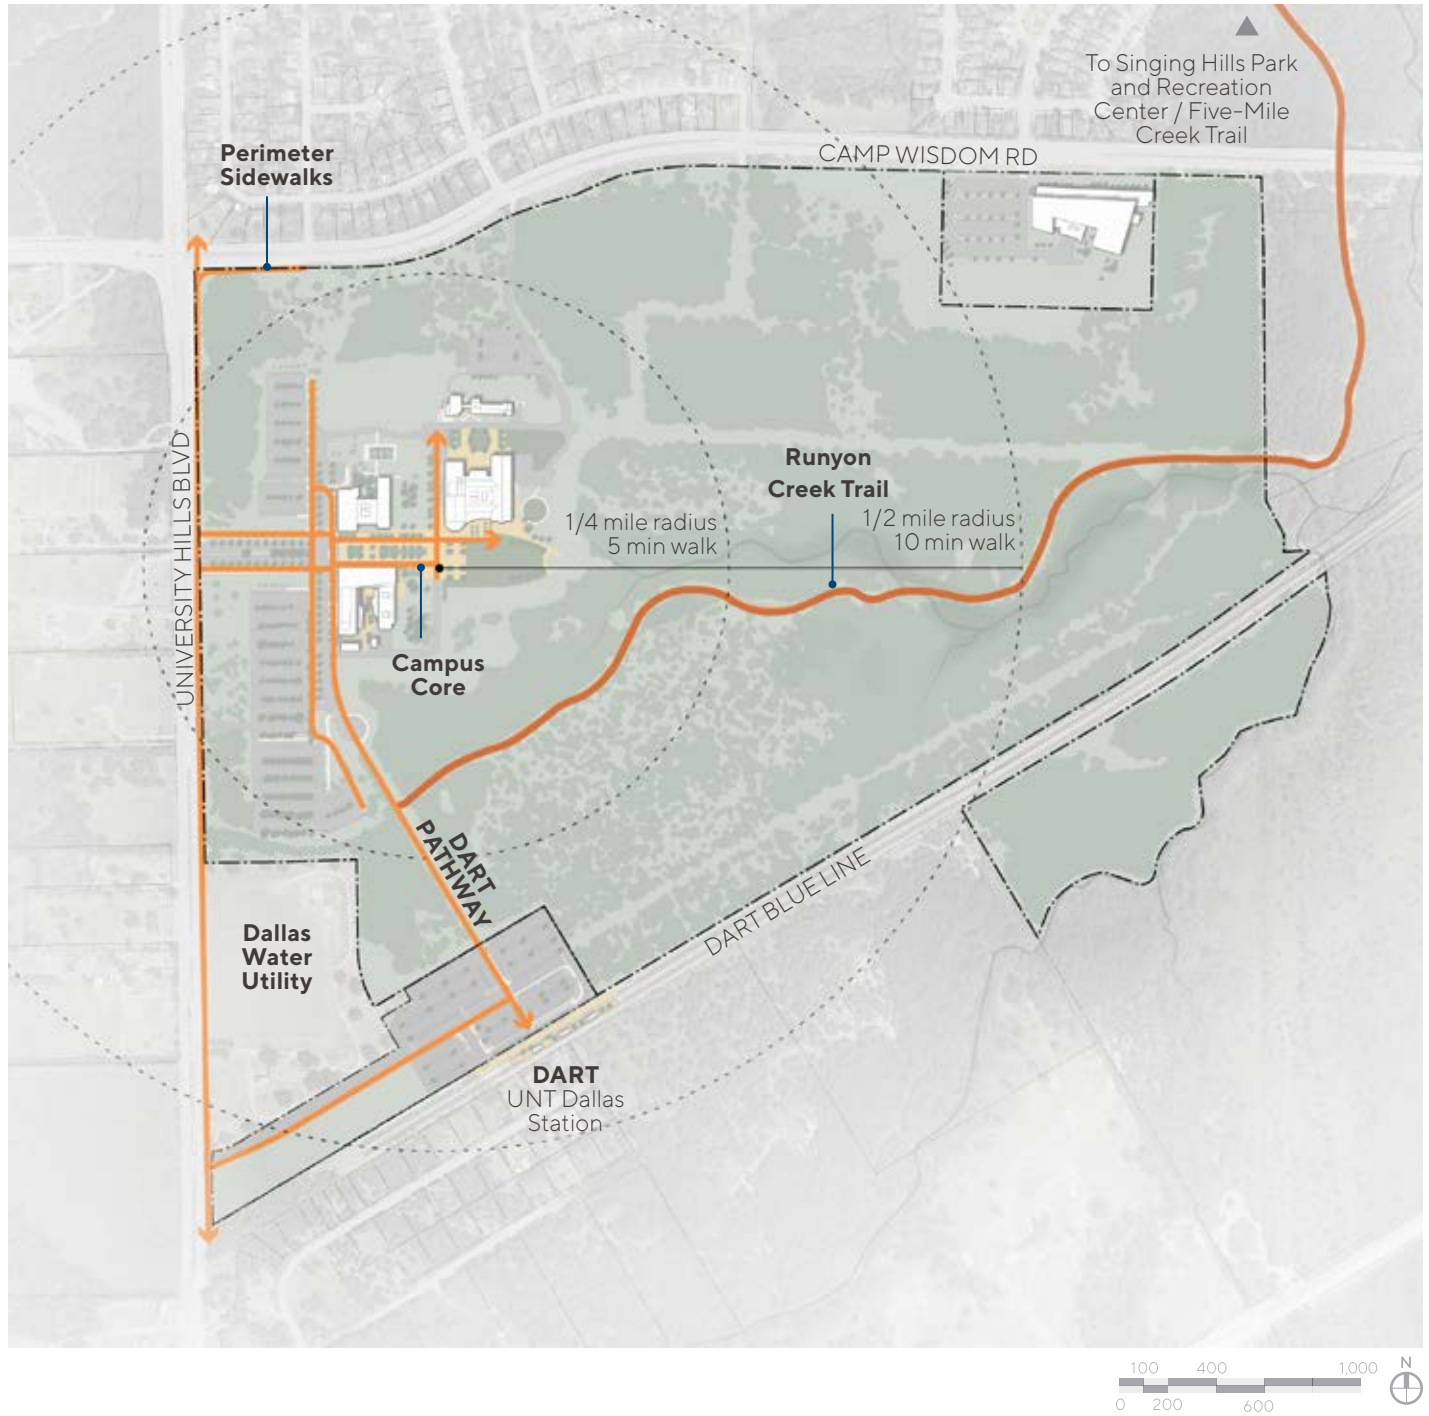 To Singing Hills Park
and Recreation
Center / Five-Mile
Creek Trail
Perimeter
Sidewalks
CAMP WISDOM RD
UNIVERSITY HILLS BLVD
Runyon
Creek Trail
1/4 mile radius
5 min walk
1/2 mile radius
10 min walk
Campus
Core
DART
PATHWAY
DART BLUE LINE
Dallas
Water
Utility
DART
UNT Dallas
Station
100 400 1,000
0 200 600
N